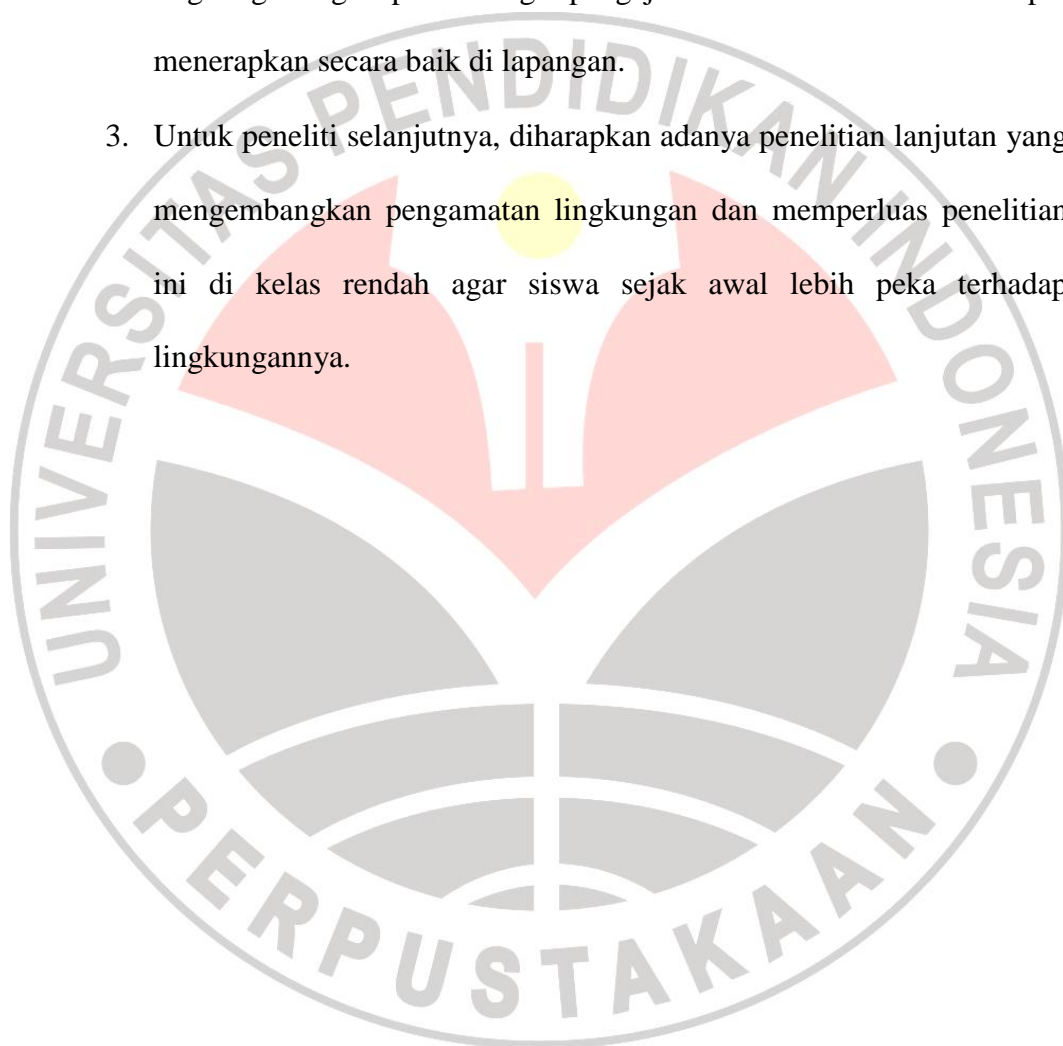 menerapkan secara baik di lapangan.
3. Untuk peneliti selanjutnya, diharapkan adanya penelitian lanjutan yang
mengembangkan pengamatan lingkungan dan memperluas penelitian
ini di kelas rendah agar siswa sejak awal lebih peka terhadap
lingkungannya.
UNIVERSITAS PENDIDIKAN INDONESIA
PERPUSTAKAAN